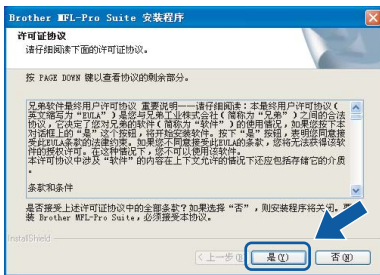 Brother MFL-Pro Suite 安装程序
许可证协议
请仔细阅读下面的许可证协议。
按 PAGE DOWN 键以查看协议的剩余部分。
兄弟软件最终用户许可协议 重要说明——请仔细阅读：本最终用户许可协议（
英文缩写为“EULA”）是您与兄弟工业株式会社（简称为“兄弟”）之间的合法
协议，它决定了您对兄弟的软件（简称为“软件”）的使用情况，如果您按下本
对话框上的“是”这个按钮，将开始安装软件。按下“是”按钮，表明您同意接
受此EULA条款的法律约束。如果您不同意接受此EULA的条款，您将无法获得该软
件的授权许可。在这种情况下，您不可以使用该软件。
本许可协议中涉及“软件”的内容在上下文允许的情况下还应包括存储它的介质
。
条款和条件
是否接受上述许可证协议中的全部条款？如果选择“否”，则安装程序将关闭。要
装 Brother MFL-Pro Suite，必须接受本协议。
InstallShield
<上一步(B)
是(Y)
否(N)